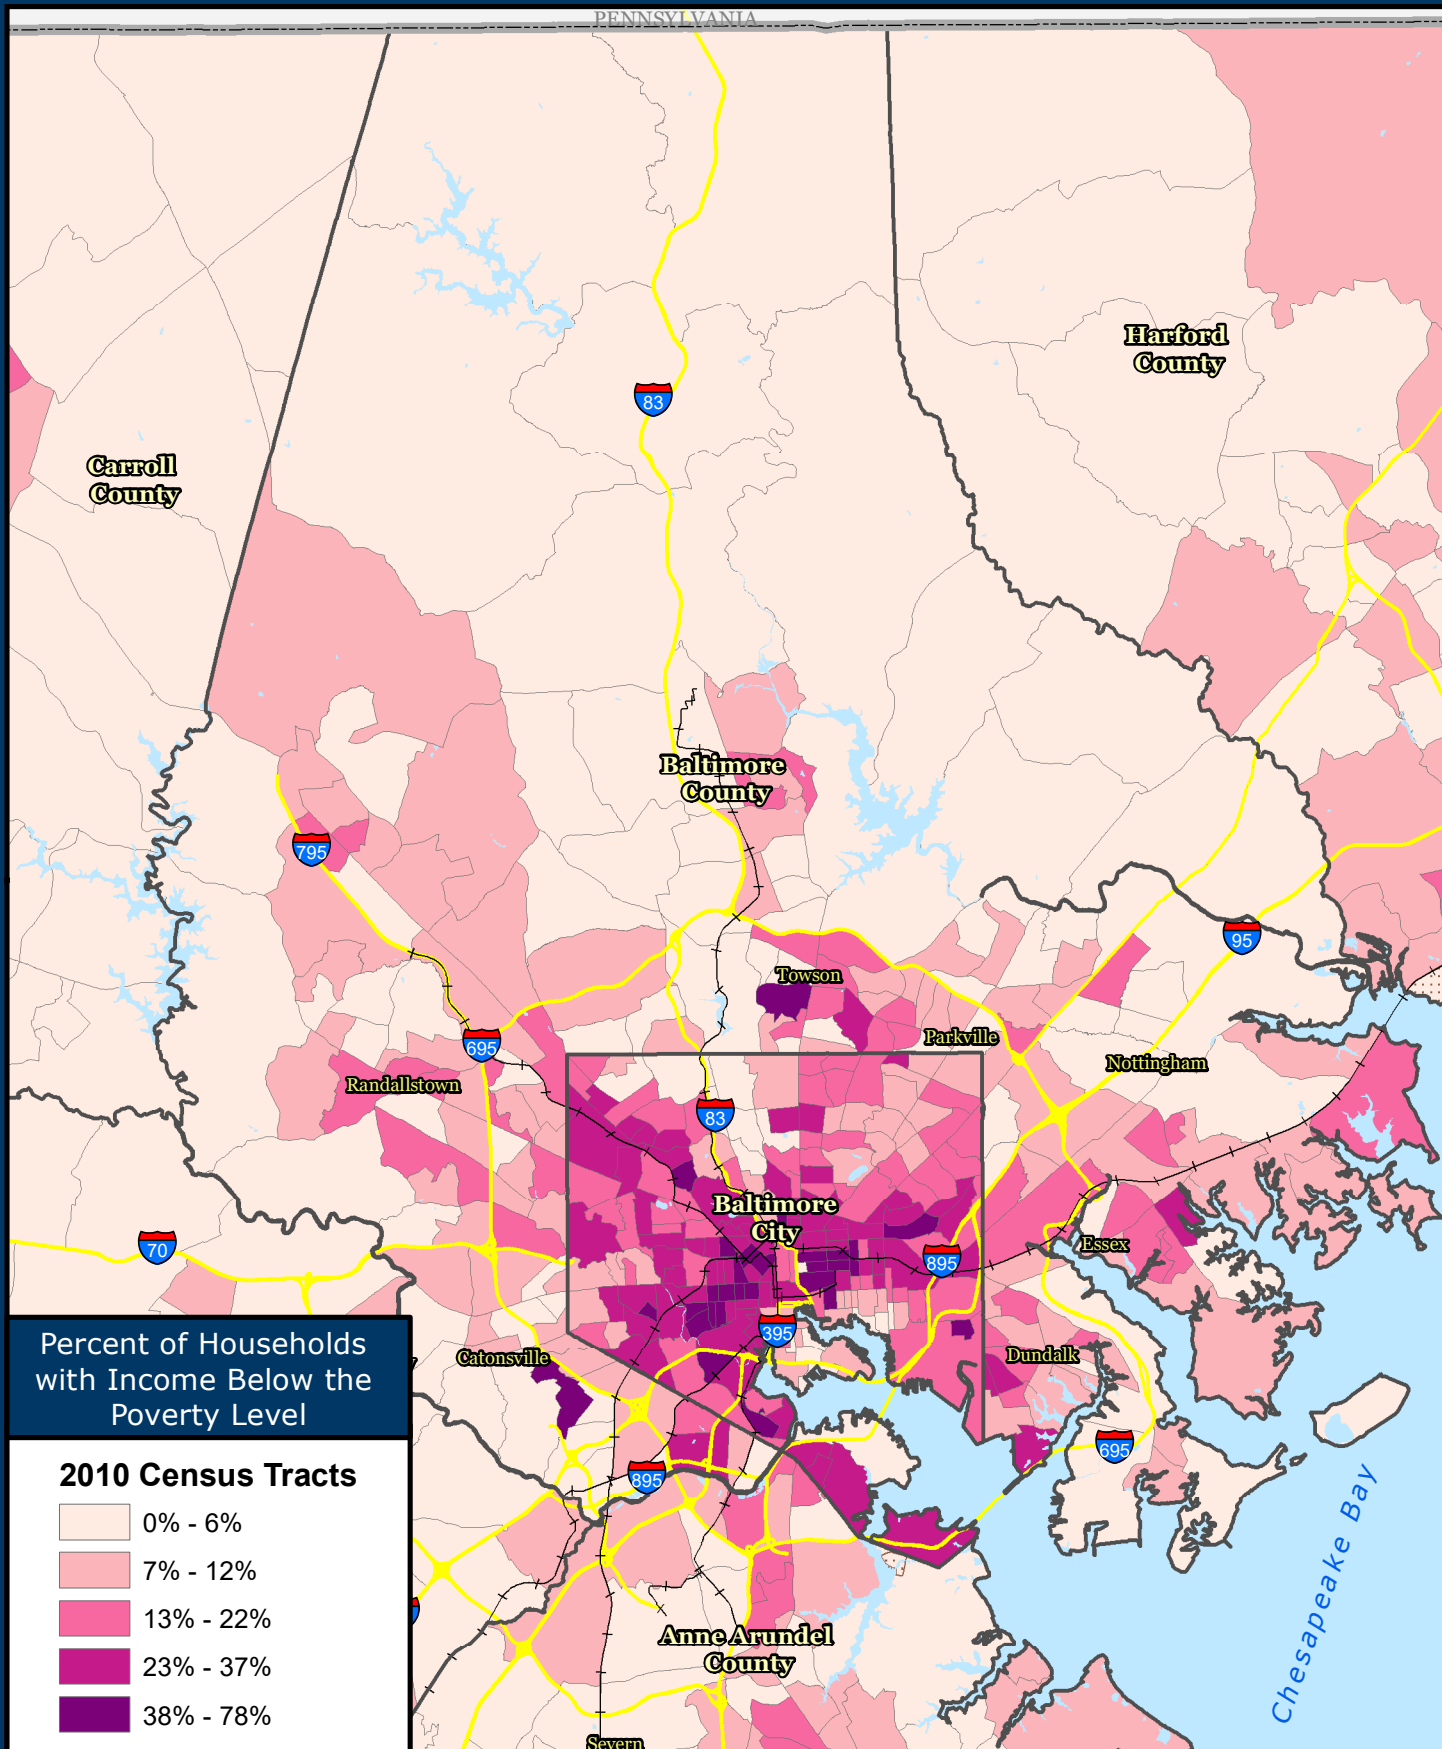 PENNSYLVANIA
Harford
County
83
Carroll
County
Baltimore
County
795
95
Towson
Parkville
695
Nottingham
Randallstown
83
Baltimore
City
70
Essex
895
395
Dundalk
Catonsville
695
895
Anne Arundel
County
Severn
Chesapeake Bay
Percent of Households
with Income Below the
Poverty Level
2010 Census Tracts
0% - 6%
7% - 12%
13% - 22%
23% - 37%
38% - 78%